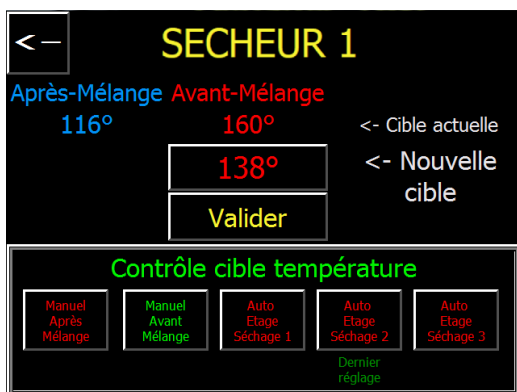 <-
SECHEUR 1
Après-Mélange Avant-Mélange
116° 160° <- Cible actuelle
138° <- Nouvelle
cible
Valider
Contrôle cible température
Manuel
Après
Mélange
Manuel
Avant
Mélange
Auto
Etage
Séchage 1
Auto
Etage
Séchage 2
Auto
Etage
Séchage 3
Dernier
réglage